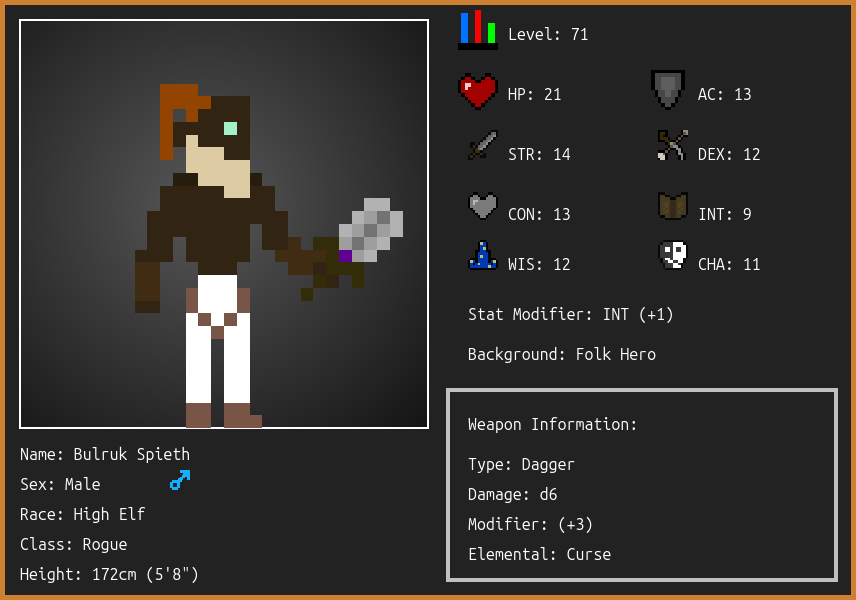 Level: 71
HP: 21
AC: 13
STR: 14
DEX: 12
CON: 13
INT: 9
WIS: 12
CHA: 11
Stat Modifier: INT (+1)
Background: Folk Hero
Weapon Information:
Type: Dagger
Damage: d6
Modifier: (+3)
Elemental: Curse
Name: Bulruk Spieth
Sex: Male
Race: High Elf
Class: Rogue
Height: 172cm (5'8")